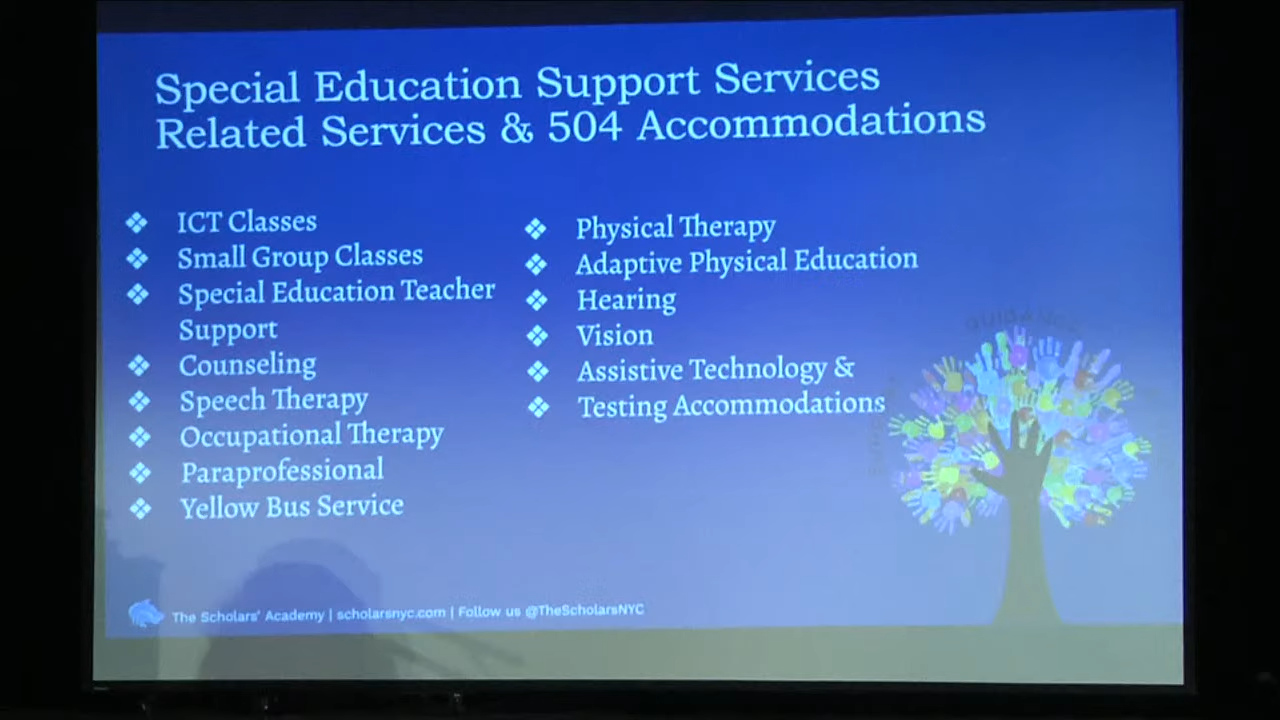 Special Education Support Services
Related Services & 504 Accommodations
ICT Classes
Small Group Classes
Special Education Teacher
Support
Counseling
Speech Therapy
Occupational Therapy
Paraprofessional
Yellow Bus Service
Physical Therapy
Adaptive Physical Education
Hearing
Vision
Assistive Technology &
Testing Accommodations
The Scholars' Academy | scholarsnyc.com | Follow us @TheScholarsNYC